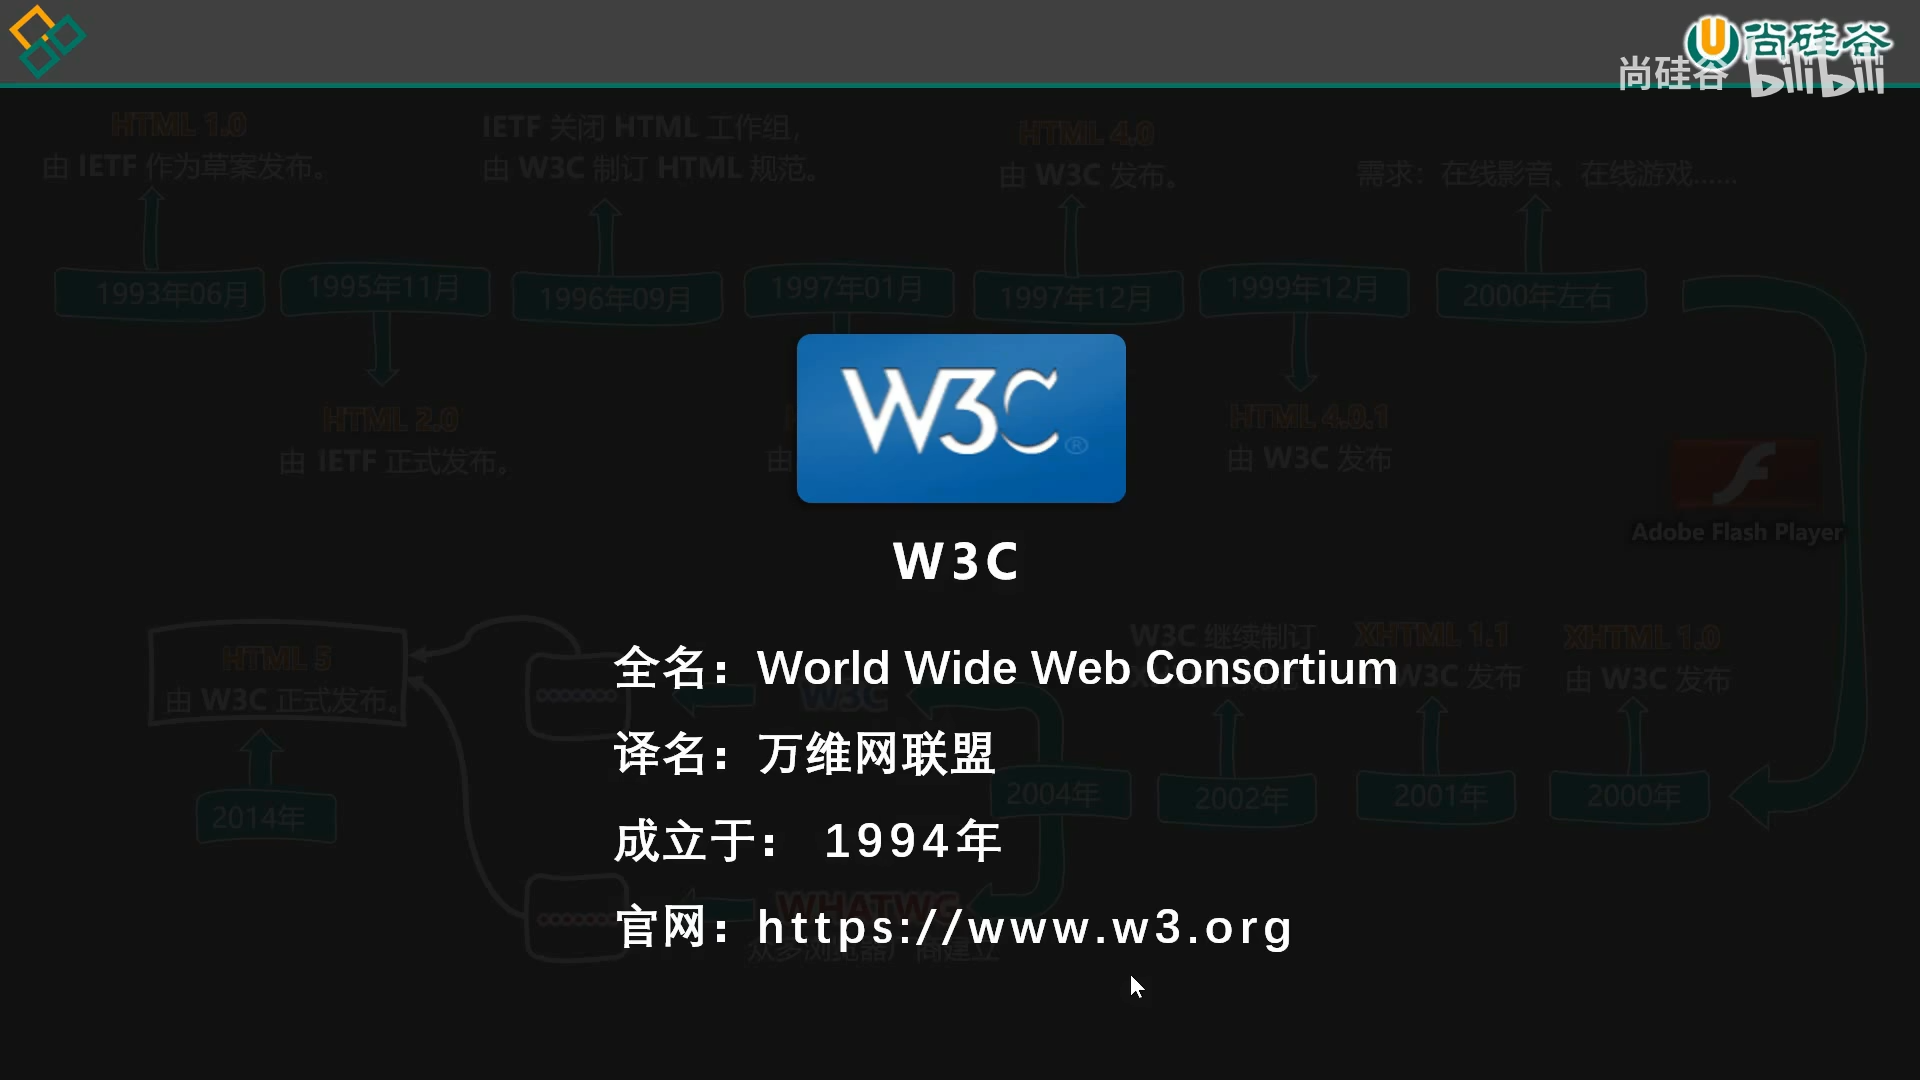 尚硅谷
尚硅谷 bilibili
HTML 1.0
由 IETF 作为草案发布。
IETF 关闭 HTML 工作组，
由 W3C 制订 HTML 规范。
HTML 4.0
由 W3C 发布。
需求：在线影音、在线游戏......
1993年06月
1995年11月
1996年09月
1997年01月
1997年12月
1999年12月
2000年左右
HTML 2.0
由 IETF 正式发布。
由
W3C®
HTML 4.0.1
由 W3C 发布
Adobe Flash Player
W3C
HTML 5
由 W3C 正式发布。
W3C 继续制订
XHTML 1.1
W3C 发布
XHTML 1.0
由 W3C 发布
全名：World Wide Web Consortium
W3C
译名：万维网联盟
2014年
2004年
2002年
2001年
2000年
成立于： 1994年
WHATWG
官网：https://www.w3.org